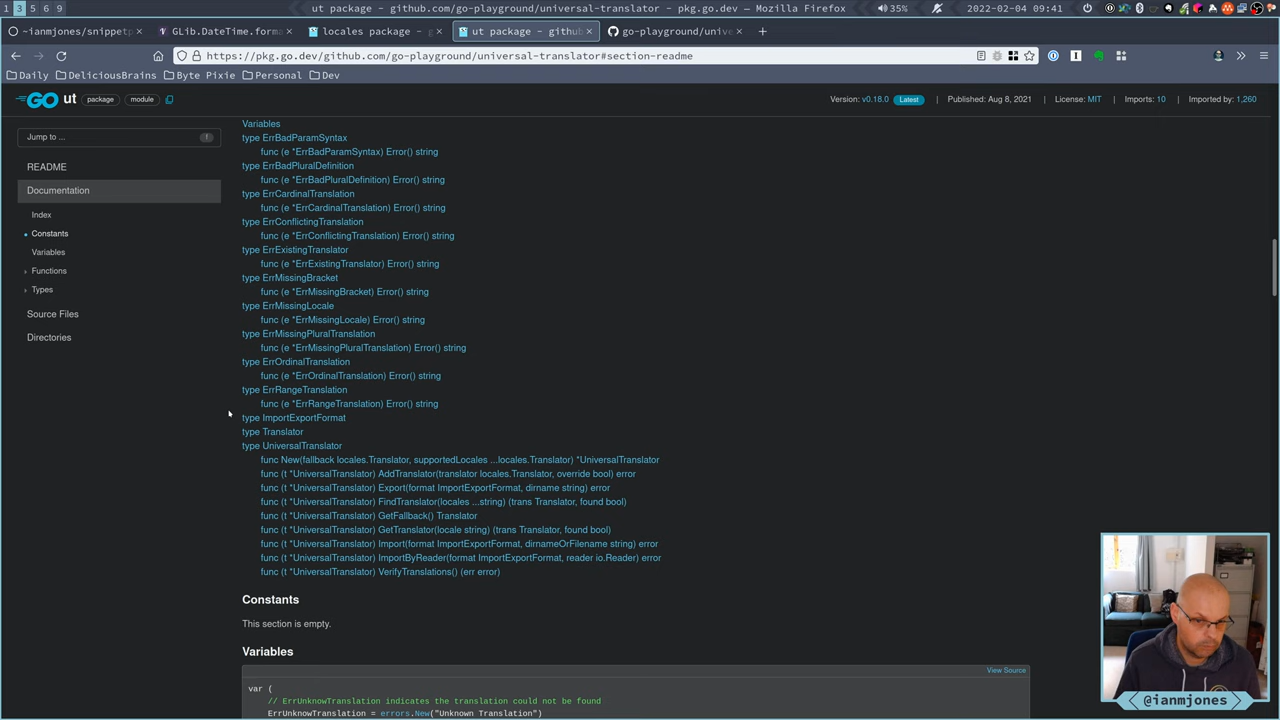 1 3 5 6 9
ut package - github.com/go-playground/universal-translator - pkg.go.dev — Mozilla Firefox
35%
2022-02-04 09:41
~ianmjones/snippetp
GLib.DateTime.forma
locales package - g
ut package - github
go-playground/unive
https://pkg.go.dev/github.com/go-playground/universal-translator#section-readme
Daily DeliciousBrains Byte Pixie Personal Dev
GO ut package module
Version: v0.18.0 Latest | Published: Aug 8, 2021 | License: MIT | Imports: 10 | Imported by: 1,260
Jump to ... f
README
Documentation
Index
Constants
Variables
Functions
Types
Source Files
Directories
Variables
type ErrBadParamSyntax
func (e *ErrBadParamSyntax) Error() string
type ErrBadPluralDefinition
func (e *ErrBadPluralDefinition) Error() string
type ErrCardinalTranslation
func (e *ErrCardinalTranslation) Error() string
type ErrConflictingTranslation
func (e *ErrConflictingTranslation) Error() string
type ErrExistingTranslator
func (e *ErrExistingTranslator) Error() string
type ErrMissingBracket
func (e *ErrMissingBracket) Error() string
type ErrMissingLocale
func (e *ErrMissingLocale) Error() string
type ErrMissingPluralTranslation
func (e *ErrMissingPluralTranslation) Error() string
type ErrOrdinalTranslation
func (e *ErrOrdinalTranslation) Error() string
type ErrRangeTranslation
func (e *ErrRangeTranslation) Error() string
type ImportExportFormat
type Translator
type UniversalTranslator
func New(fallback locales.Translator, supportedLocales ...locales.Translator) *UniversalTranslator
func (t *UniversalTranslator) AddTranslator(translator locales.Translator, override bool) error
func (t *UniversalTranslator) Export(format ImportExportFormat, dirname string) error
func (t *UniversalTranslator) FindTranslator(locales ...string) (trans Translator, found bool)
func (t *UniversalTranslator) GetFallback() Translator
func (t *UniversalTranslator) GetTranslator(locale string) (trans Translator, found bool)
func (t *UniversalTranslator) Import(format ImportExportFormat, dirnameOrFilename string) error
func (t *UniversalTranslator) ImportByReader(format ImportExportFormat, reader io.Reader) error
func (t *UniversalTranslator) VerifyTranslations() (err error)
Constants
This section is empty.
Variables
View Source
var (
// ErrUnknowTranslation indicates the translation could not be found
ErrUnknowTranslation = errors.New("Unknown Translation")
@ianmjones